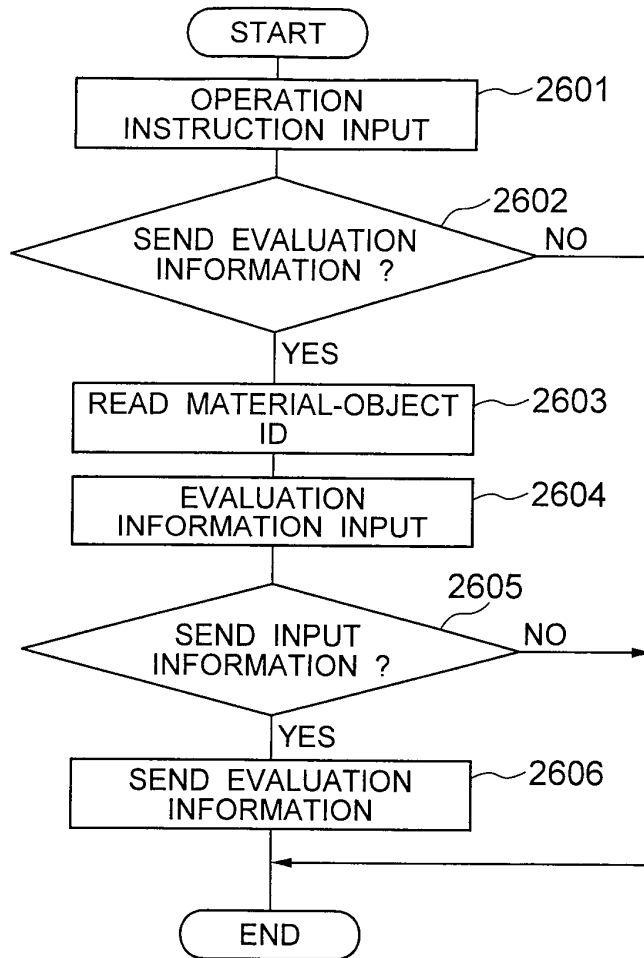 START
OPERATION
INSTRUCTION INPUT
2601
SEND EVALUATION
INFORMATION ?
2602
NO
YES
READ MATERIAL-OBJECT
ID
2603
EVALUATION
INFORMATION INPUT
2604
SEND INPUT
INFORMATION ?
2605
NO
YES
SEND EVALUATION
INFORMATION
2606
END